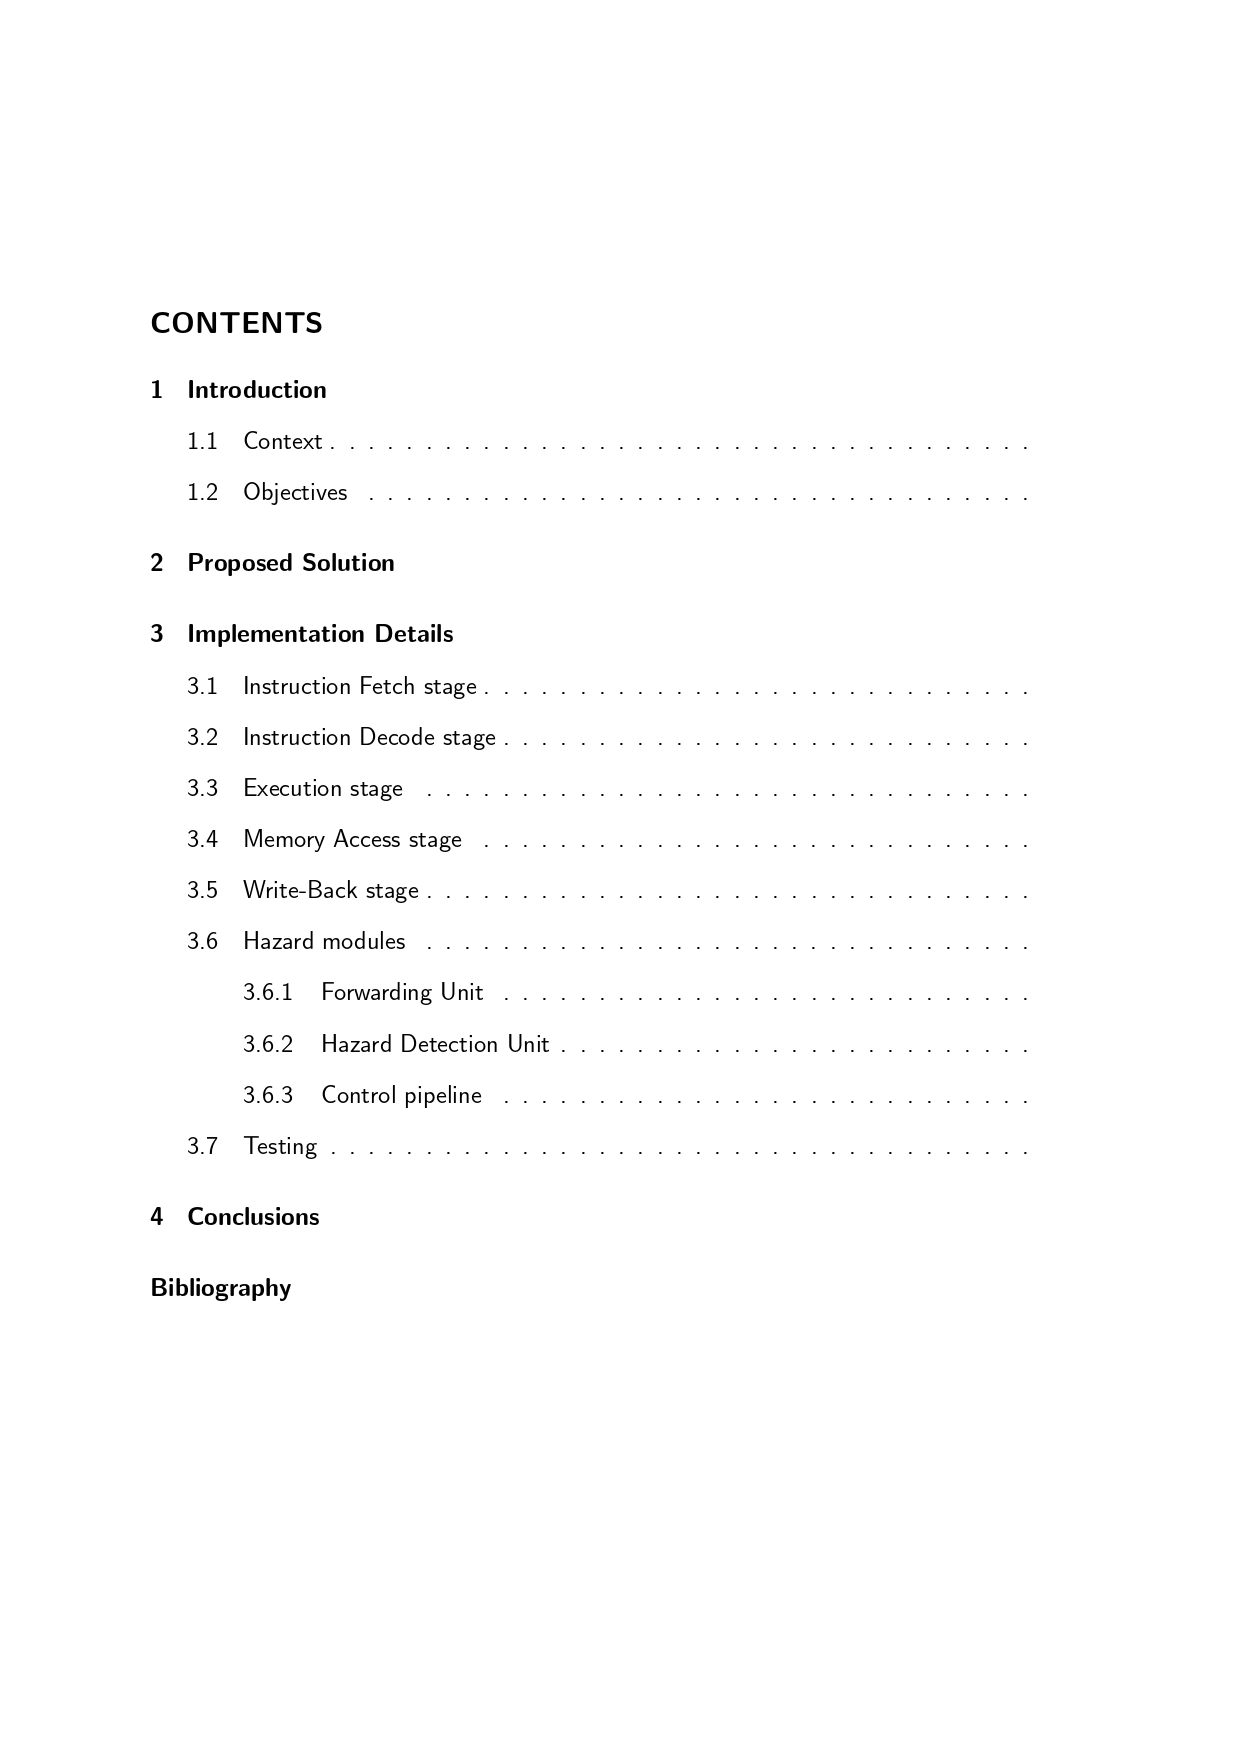 CONTENTS
1 Introduction
1.1 Context . . . . . . . . . . . . . . . . . . . . . . . . . . . . . . . . . . . . .
1.2 Objectives . . . . . . . . . . . . . . . . . . . . . . . . . . . . . . . . . . .
2 Proposed Solution
3 Implementation Details
3.1 Instruction Fetch stage . . . . . . . . . . . . . . . . . . . . . . . . . . . . .
3.2 Instruction Decode stage . . . . . . . . . . . . . . . . . . . . . . . . . . . .
3.3 Execution stage . . . . . . . . . . . . . . . . . . . . . . . . . . . . . . . .
3.4 Memory Access stage . . . . . . . . . . . . . . . . . . . . . . . . . . . . .
3.5 Write-Back stage . . . . . . . . . . . . . . . . . . . . . . . . . . . . . . . .
3.6 Hazard modules . . . . . . . . . . . . . . . . . . . . . . . . . . . . . . . .
3.6.1 Forwarding Unit . . . . . . . . . . . . . . . . . . . . . . . . . . . .
3.6.2 Hazard Detection Unit . . . . . . . . . . . . . . . . . . . . . . . . .
3.6.3 Control pipeline . . . . . . . . . . . . . . . . . . . . . . . . . . . .
3.7 Testing . . . . . . . . . . . . . . . . . . . . . . . . . . . . . . . . . . . . .
4 Conclusions
Bibliography